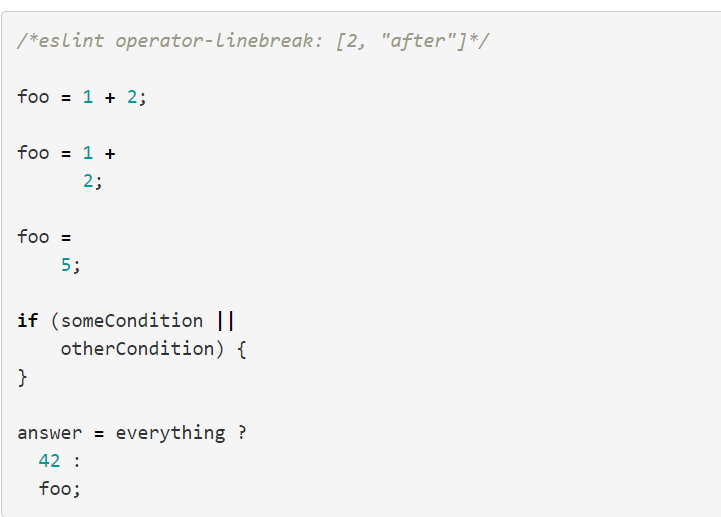 /*eslint operator-linebreak: [2, "after"]*/
foo = 1 + 2;
foo = 1 +
      2;
foo =
    5;
if (someCondition ||
    otherCondition) {
}
answer = everything ?
  42 :
  foo;